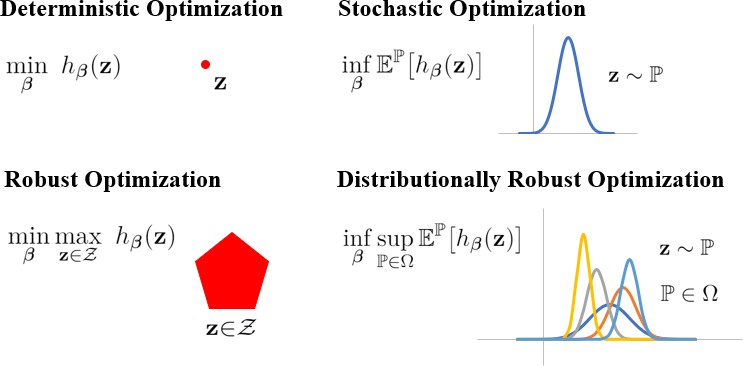 Deterministic Optimization
min_β h_β(𝐳)
𝐳
Stochastic Optimization
inf_β 𝔼^ℙ[h_β(𝐳)]
𝐳 ~ ℙ
Robust Optimization
min_β max_{𝐳∈𝒵} h_β(𝐳)
𝐳∈𝒵
Distributionally Robust Optimization
inf_β sup_{ℙ∈Ω} 𝔼^ℙ[h_β(𝐳)]
𝐳 ~ ℙ
ℙ ∈ Ω